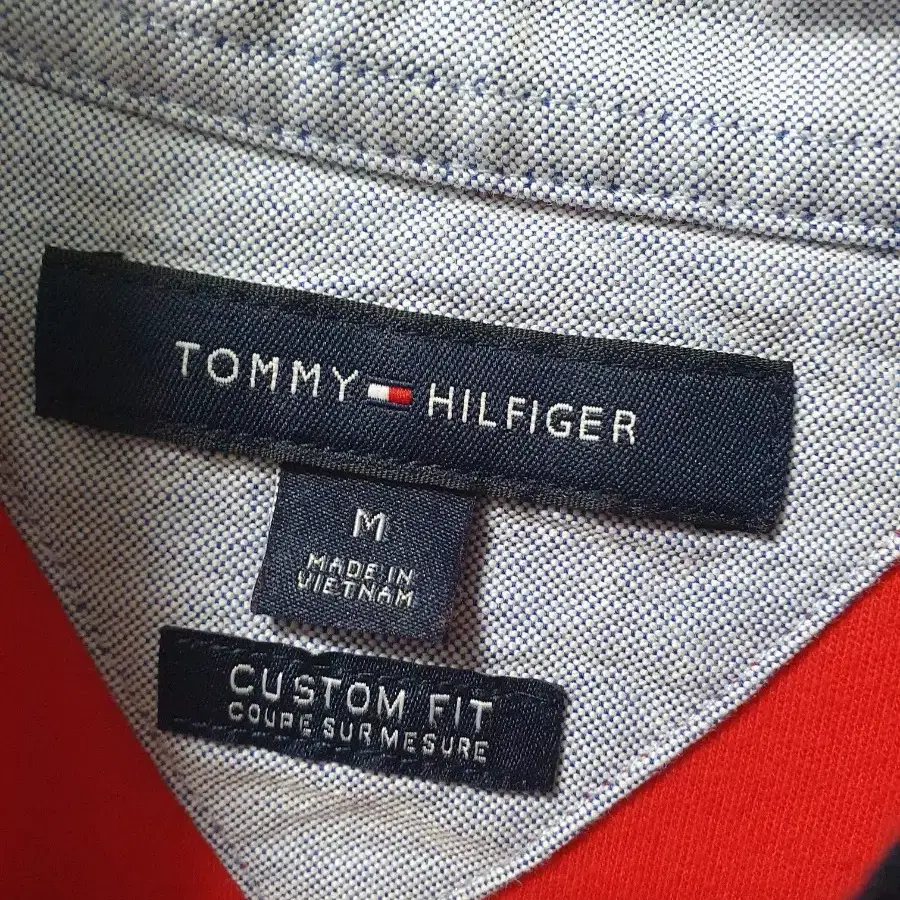 TOMMY HILFIGER
M
MADE IN
VIETNAM
CUSTOM FIT
COUPE SUR MESURE